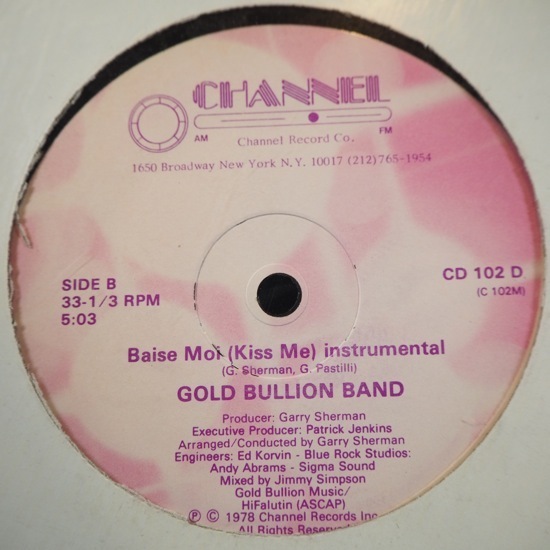 CHANNEL
AM FM
Channel Record Co.
1650 Broadway New York N.Y. 10017 (212)765-1954
SIDE B
33-1/3 RPM
5:03
CD 102 D
(C 102M)
Baise Moi (Kiss Me) instrumental
(G. Sherman, G. Pastilli)
GOLD BULLION BAND
Producer: Garry Sherman
Executive Producer: Patrick Jenkins
Arranged/Conducted by Garry Sherman
Engineers: Ed Korvin - Blue Rock Studios:
Andy Abrams - Sigma Sound
Mixed by Jimmy Simpson
Gold Bullion Music/
HiFalutin (ASCAP)
Ⓟ © 1978 Channel Records Inc
All Rights Reserv